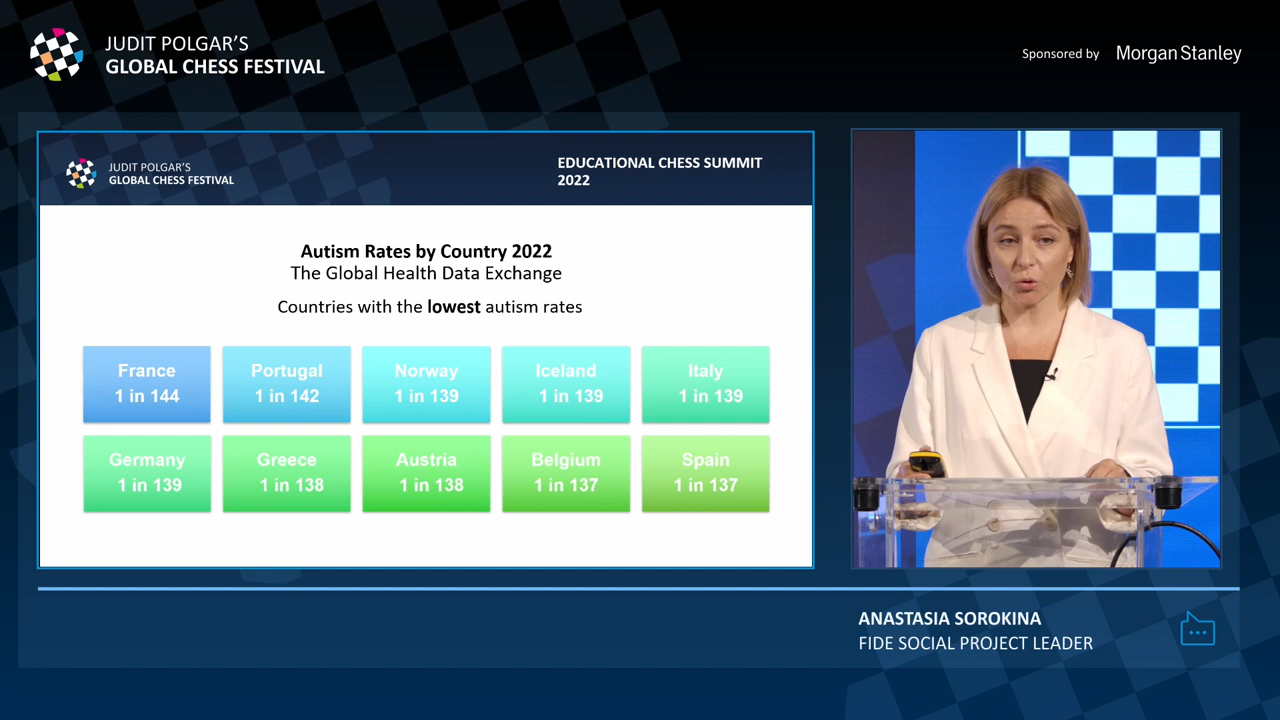 JUDIT POLGAR'S
GLOBAL CHESS FESTIVAL
Sponsored by Morgan Stanley
JUDIT POLGAR'S
GLOBAL CHESS FESTIVAL
EDUCATIONAL CHESS SUMMIT
2022
Autism Rates by Country 2022
The Global Health Data Exchange
Countries with the lowest autism rates
France
1 in 144
Portugal
1 in 142
Norway
1 in 139
Iceland
1 in 139
Italy
1 in 139
Germany
1 in 139
Greece
1 in 138
Austria
1 in 138
Belgium
1 in 137
Spain
1 in 137
ANASTASIA SOROKINA
FIDE SOCIAL PROJECT LEADER